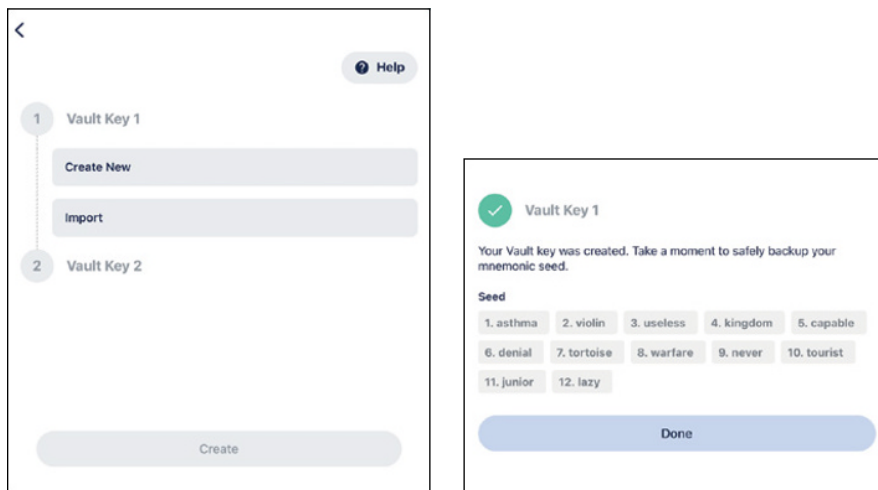 Help
1 Vault Key 1
Create New
Import
2 Vault Key 2
Create
Vault Key 1
Your Vault key was created. Take a moment to safely backup your
mnemonic seed.
Seed
1. asthma 2. violin 3. useless 4. kingdom 5. capable
6. denial 7. tortoise 8. warfare 9. never 10. tourist
11. junior 12. lazy
Done